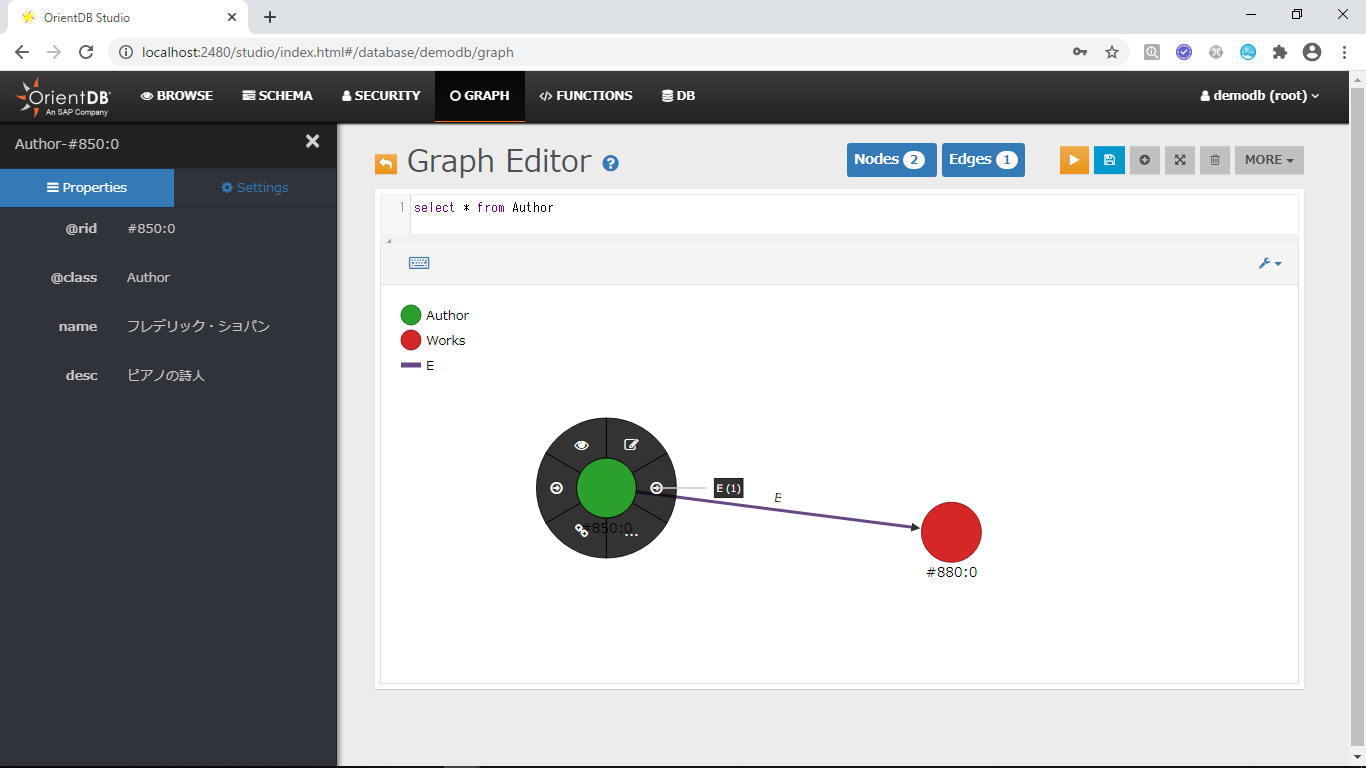 OrientDB Studio
localhost:2480/studio/index.html#/database/demodb/graph
OrientDB®
An SAP Company
BROWSE
SCHEMA
SECURITY
GRAPH
FUNCTIONS
DB
demodb (root)
Author-#850:0
Properties
Settings
@rid #850:0
@class Author
name フレデリック・ショパン
desc ピアノの詩人
Graph Editor
Nodes 2
Edges 1
MORE
1 select * from Author
Author
Works
E
E (1)
E
#850:0
...
#880:0